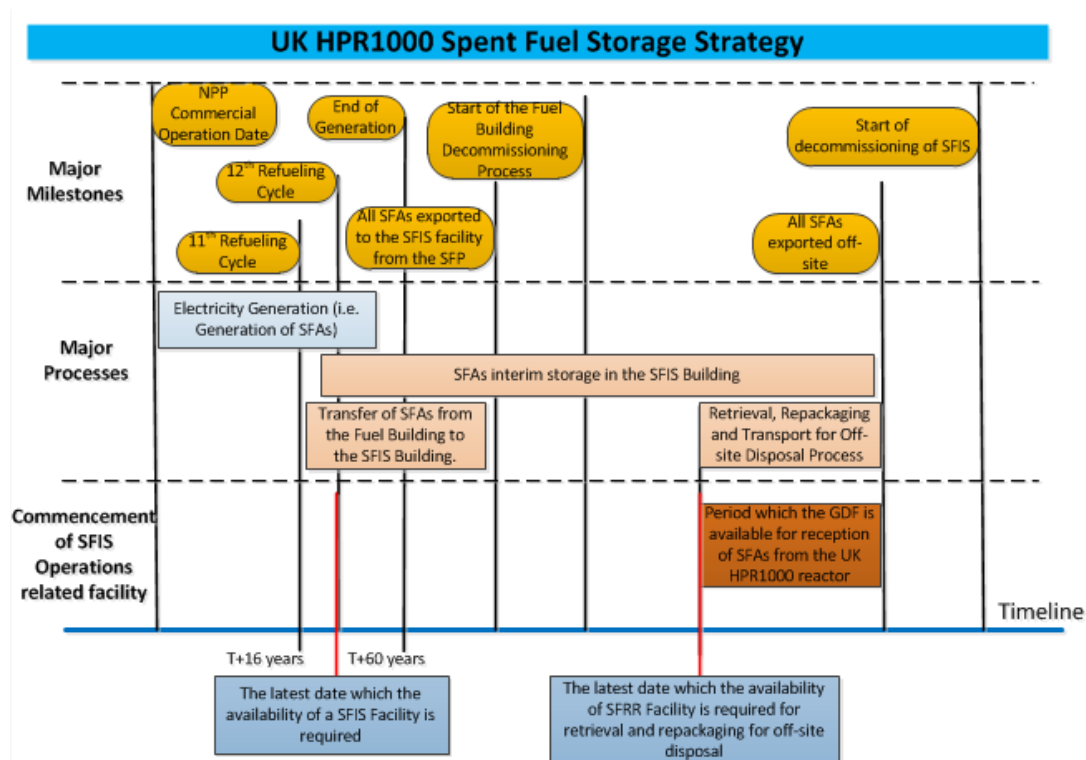 UK HPR1000 Spent Fuel Storage Strategy
Major
Milestones
NPP
Commercial
Operation Date
End of
Generation
Start of the Fuel
Building
Decommissioning
Process
Start of
decommissioning of SFIS
12th Refueling
Cycle
All SFAs exported
to the SFIS facility
from the SFP
11th Refueling
Cycle
All SFAs
exported off-
site
Major
Processes
Electricity Generation (i.e.
Generation of SFAs)
SFAs interim storage in the SFIS Building
Transfer of SFAs from
the Fuel Building to
the SFIS Building.
Retrieval, Repackaging
and Transport for Off-
site Disposal Process
Commencement
of SFIS
Operations
related facility
Period which the GDF is
available for reception
of SFAs from the UK
HPR1000 reactor
Timeline
T+16 years
T+60 years
The latest date which the
availability of a SFIS Facility is
required
The latest date which the availability
of SFRR Facility is required for
retrieval and repackaging for off-site
disposal